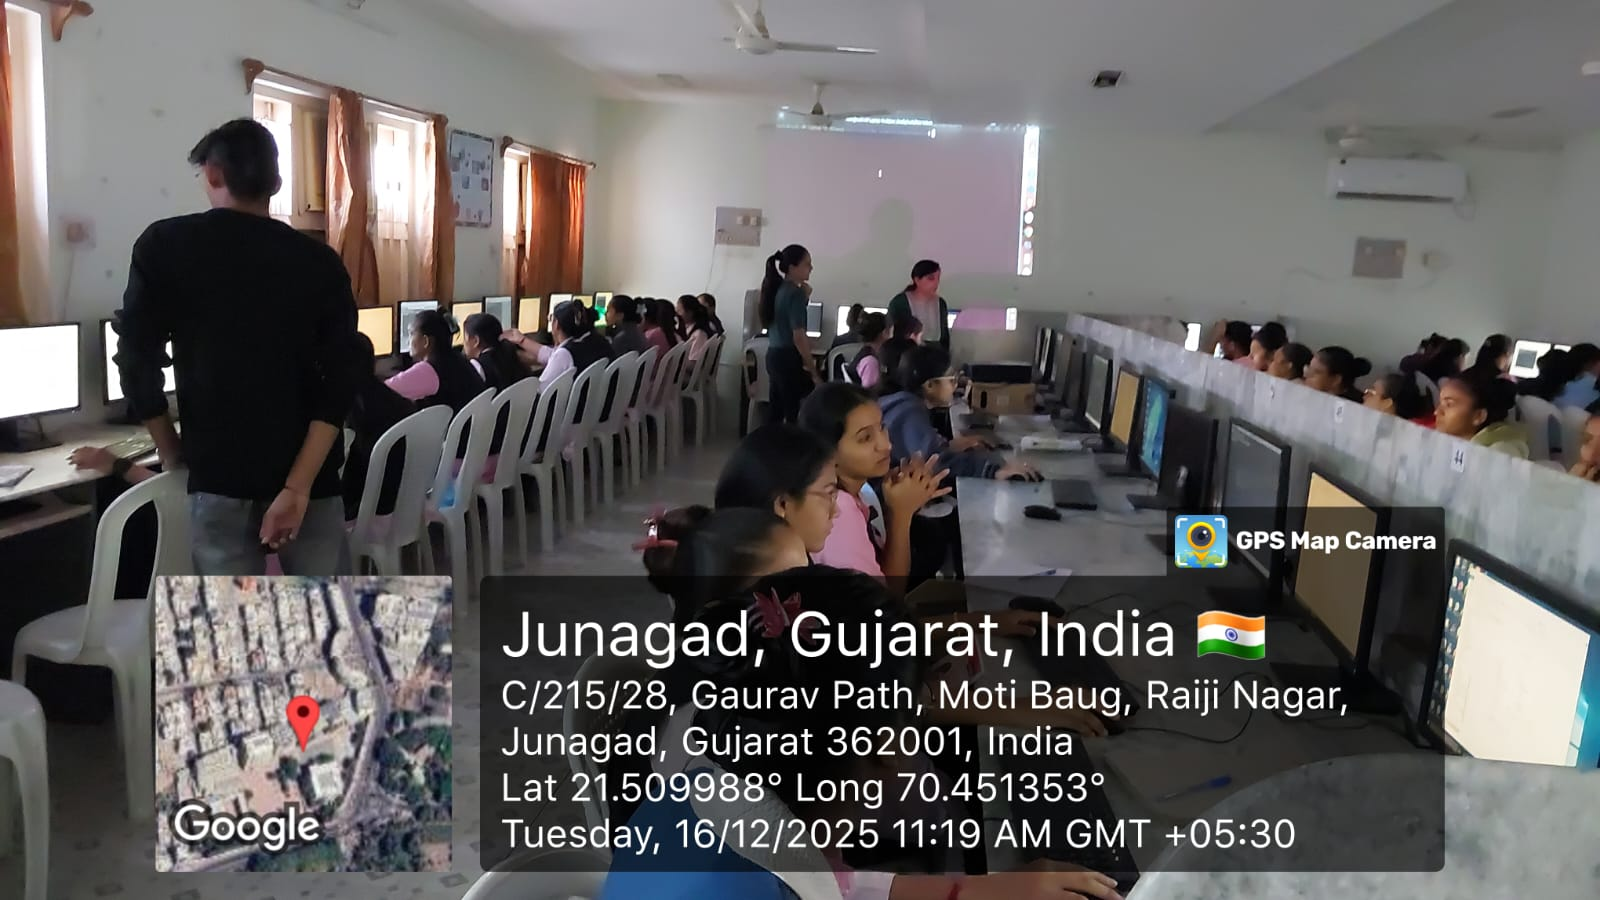 GPS Map Camera
Junagad, Gujarat, India
C/215/28, Gaurav Path, Moti Baug, Raiji Nagar,
Junagad, Gujarat 362001, India
Lat 21.509988° Long 70.451353°
Tuesday, 16/12/2025 11:19 AM GMT +05:30
Google